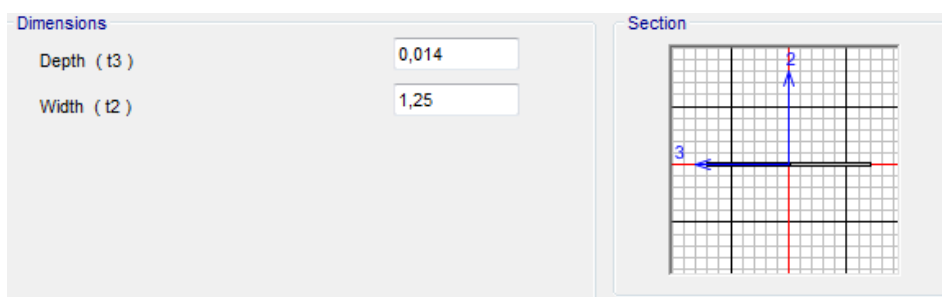 Dimensions
Depth ( t3 )
0,014
Width ( t2 )
1,25
Section
2
3